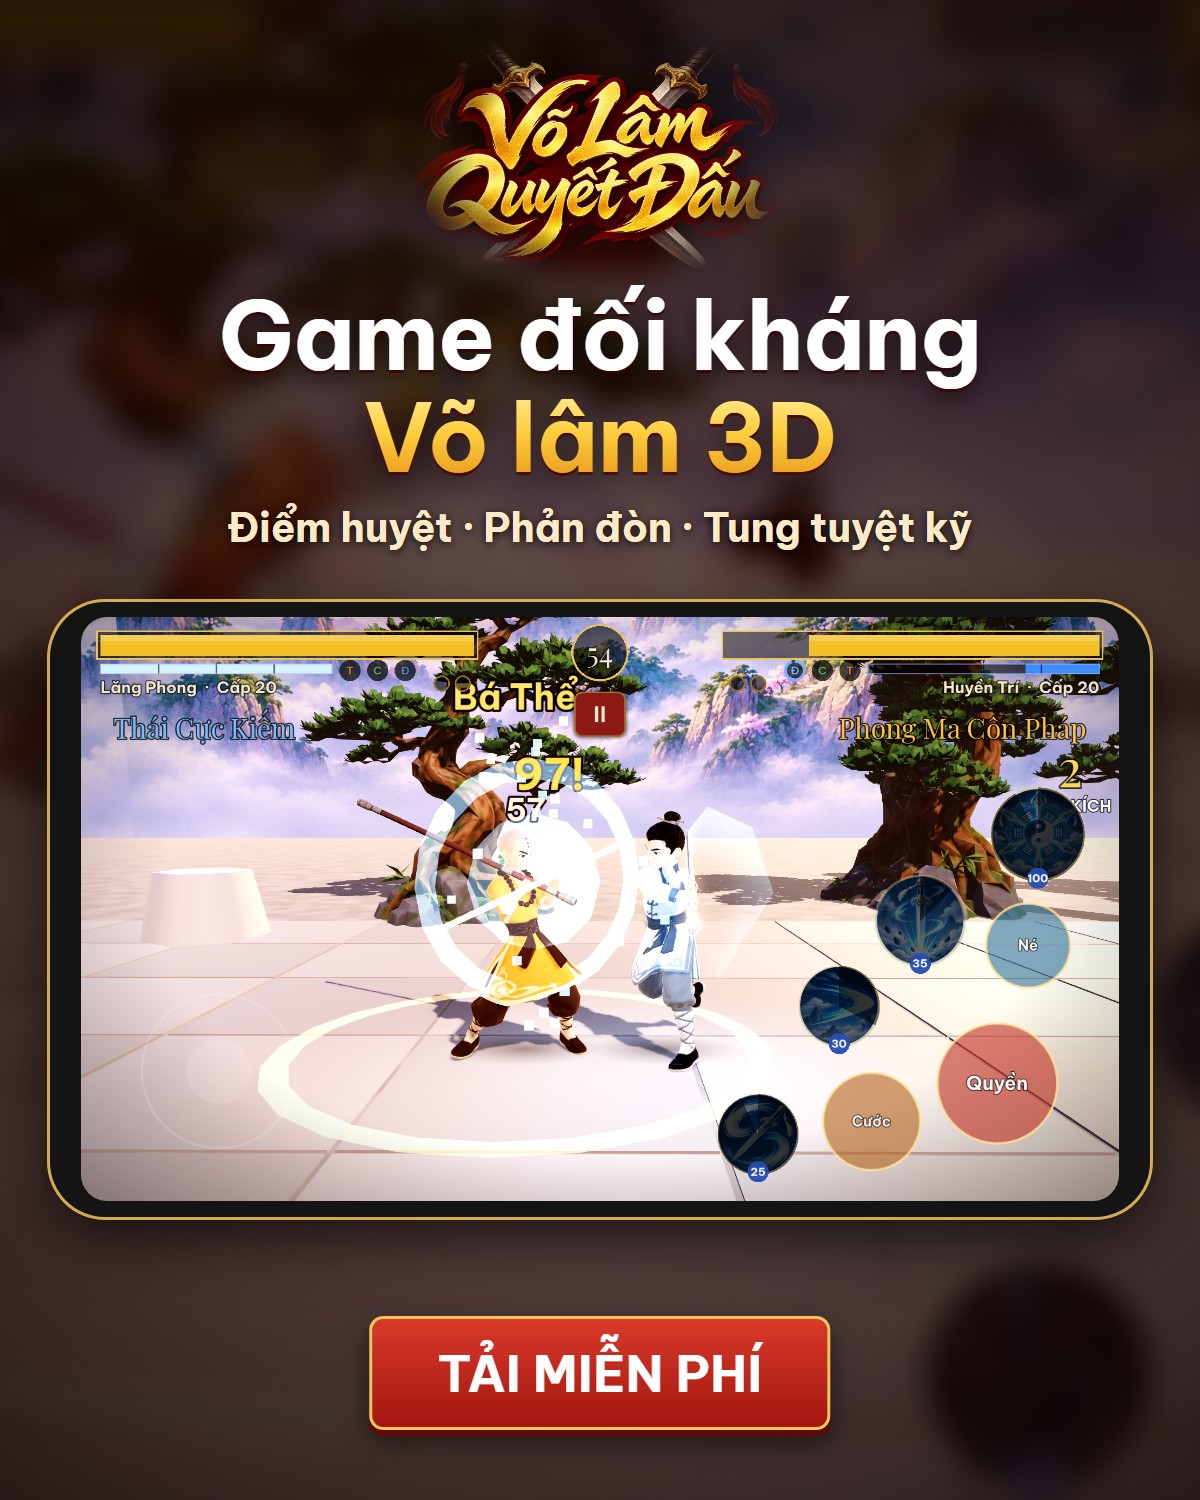 Võ Lâm
Quyết Đấu
Game đối kháng
Võ lâm 3D
Điểm huyệt · Phản đòn · Tung tuyệt kỹ
54
T C Đ
Đ C T
Lăng Phong · Cấp 20
Huyền Trí · Cấp 20
Bá Thể
Thái Cực Kiếm
Phong Ma Côn Pháp
97!
2
57
KÍCH
100
Né
35
30
Quyền
Cước
25
TẢI MIỄN PHÍ